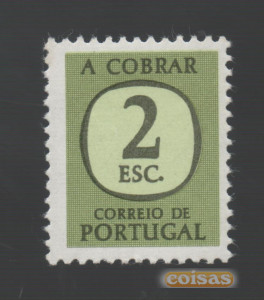 A COBRAR
2
ESC.
CORREIO DE
PORTUGAL
coisas